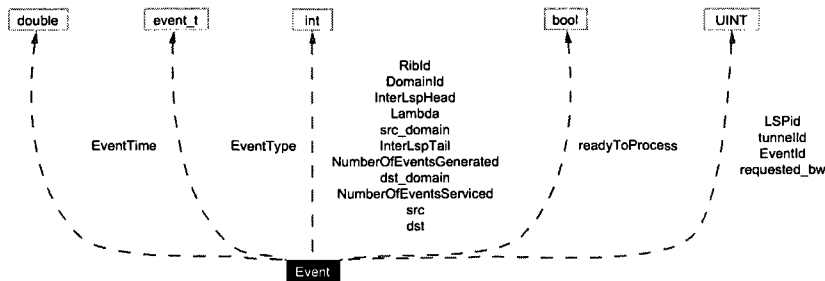 double event_t int bool UINT
RibId
DomainId
InterLspHead
Lambda
src_domain
InterLspTail
NumberOfEventsGenerated
dst_domain
NumberOfEventsServiced
src
dst
EventTime
EventType
readyToProcess
LSPid
tunnelId
EventId
requested_bw
Event